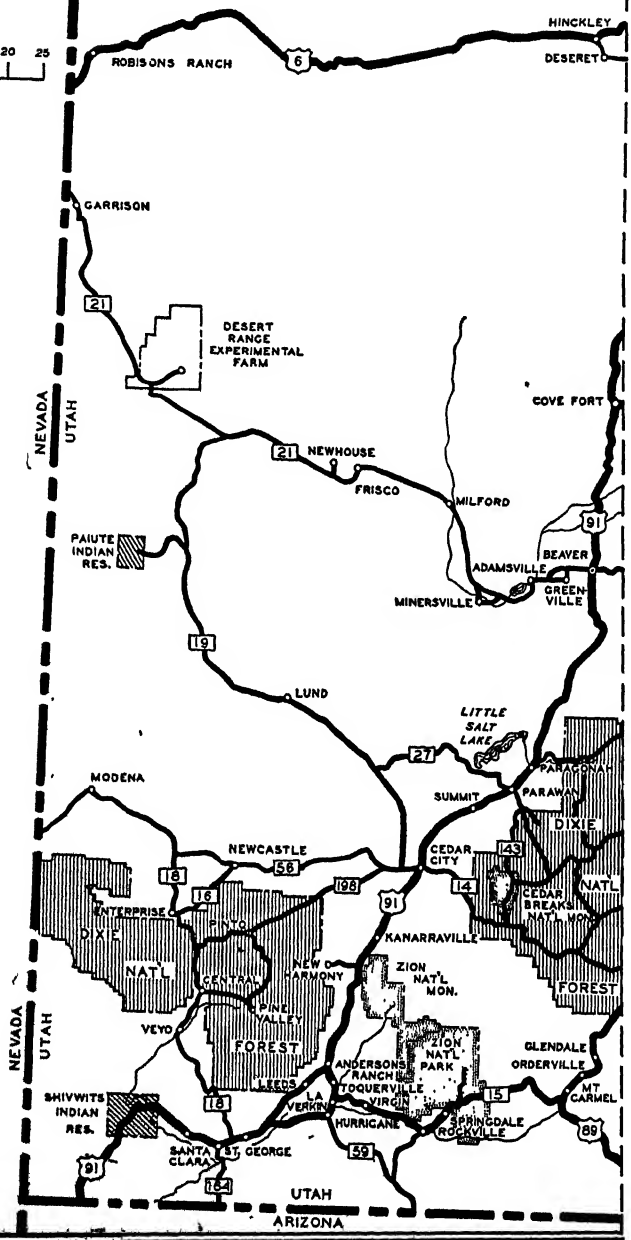 HINCKLEY
20 25
ROBISONS RANCH
6
DESERET
GARRISON
21
DESERT
RANGE
EXPERIMENTAL
FARM
COVE FORT
NEVADA
UTAH
21
NEWHOUSE
FRISCO
MILFORD
91
PAIUTE
INDIAN
RES.
BEAVER
ADAMSVILLE
GREEN-
VILLE
MINERSVILLE
19
LUND
LITTLE
SALT
LAKE
27
PARAGONAH
MODENA
SUMMIT
PARAWAN
DIXIE
NEWCASTLE
56
CEDAR
CITY
143
18
16
198
14
NAT'L
CEDAR
BREAKS
NAT'L MON.
91
ENTERPRISE
PINTO
DIXIE
KANARRAVILLE
NAT'L
CENTRAL
NEW
HARMONY
ZION
NAT'L
MON.
FOREST
PINE
VALLEY
VEYO
FOREST
ZION
NAT'L
PARK
GLENDALE
ORDERVILLE
NEVADA
UTAH
LEEDS
ANDERSONS
RANCH
TOQUERVILLE
MT
CARMEL
SHIVWITS
INDIAN
RES.
18
LA
VERKIN
VIRGIN
15
HURRICANE
SPRINGDALE
ROCKVILLE
89
91
SANTA
CLARA
ST. GEORGE
59
164
UTAH
ARIZONA